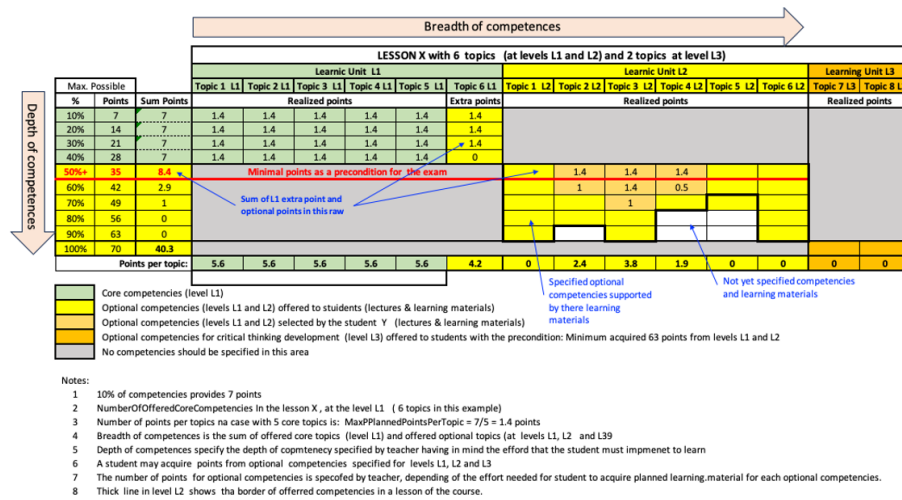 Breadth of competences
LESSON X with 6 topics (at levels L1 and L2) and 2 topics at level L3)
Learnic Unit L1 Learnic Unit L2 Learning Unit L3
Max. Possible Topic 1 L1 Topic 2 L1 Topic 3 L1 Topic 4 L1 Topic 5 L1 Topic 6 L1 Topic 1 L2 Topic 2 L2 Topic 3 L2 Topic 4 L2 Topic 5 L2 Topic 6 L2 Topic 7 L3 Topic 8 L
% Points Sum Points Realized points Extra points Realized points Realized points
Depth of competences
10% 7 7 1.4 1.4 1.4 1.4 1.4 1.4
20% 14 7 1.4 1.4 1.4 1.4 1.4 1.4
30% 21 7 1.4 1.4 1.4 1.4 1.4 1.4
40% 28 7 1.4 1.4 1.4 1.4 1.4 0
50%+ 35 8.4 Minimal points as a precondition for the exam 1.4 1.4 1.4
60% 42 2.9 1 1.4 0.5
70% 49 1 1
Sum of L1 extra point and
optional points in this raw
80% 56 0
90% 63 0
100% 70 40.3
Points per topic: 5.6 5.6 5.6 5.6 5.6 4.2 0 2.4 3.8 1.9 0 0 0 0
Specified optional
competencies supported
by there learning
materials
Not yet specified competencies
and learning materials
Core competencies (level L1)
Optional competencies (levels L1 and L2) offered to students (lectures & learning materials)
Optional competencies (levels L1 and L2) selected by the student Y (lectures & learning materials)
Optional competencies for critical thinking development (level L3) offered to students with the precondition: Minimum acquired 63 points from levels L1 and L2
No competencies should be specified in this area
Notes:
1 10% of competencies provides 7 points
2 NumberOfOfferedCoreCompetencies In the lesson X , at the level L1 ( 6 topics in this example)
3 Number of points per topics na case with 5 core topics is: MaxPPlannedPointsPerTopic = 7/5 = 1.4 points
4 Breadth of competences is the sum of offered core topics (level L1) and offered optional topics (at levels L1, L2 and L39
5 Depth of competences specify the depth of copmtenecy specified by teacher having in mind the efforth that the student must impmenet to learn
6 A student may acquire points from optional competencies specified for levels L1, L2 and L3
7 The number of points for optional competencies is specofed by teacher, depending of the effort needed for student to acquire planned learning.material for each optional competencies.
8 Thick line in level L2 shows tha border of offerred competencies in a lesson of the course.